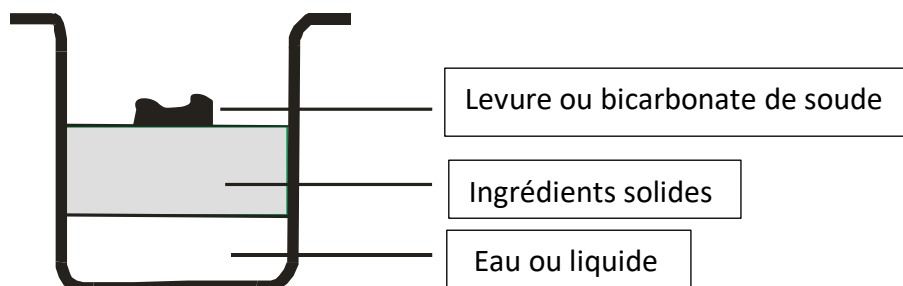 Levure ou bicarbonate de soude
Ingrédients solides
Eau ou liquide